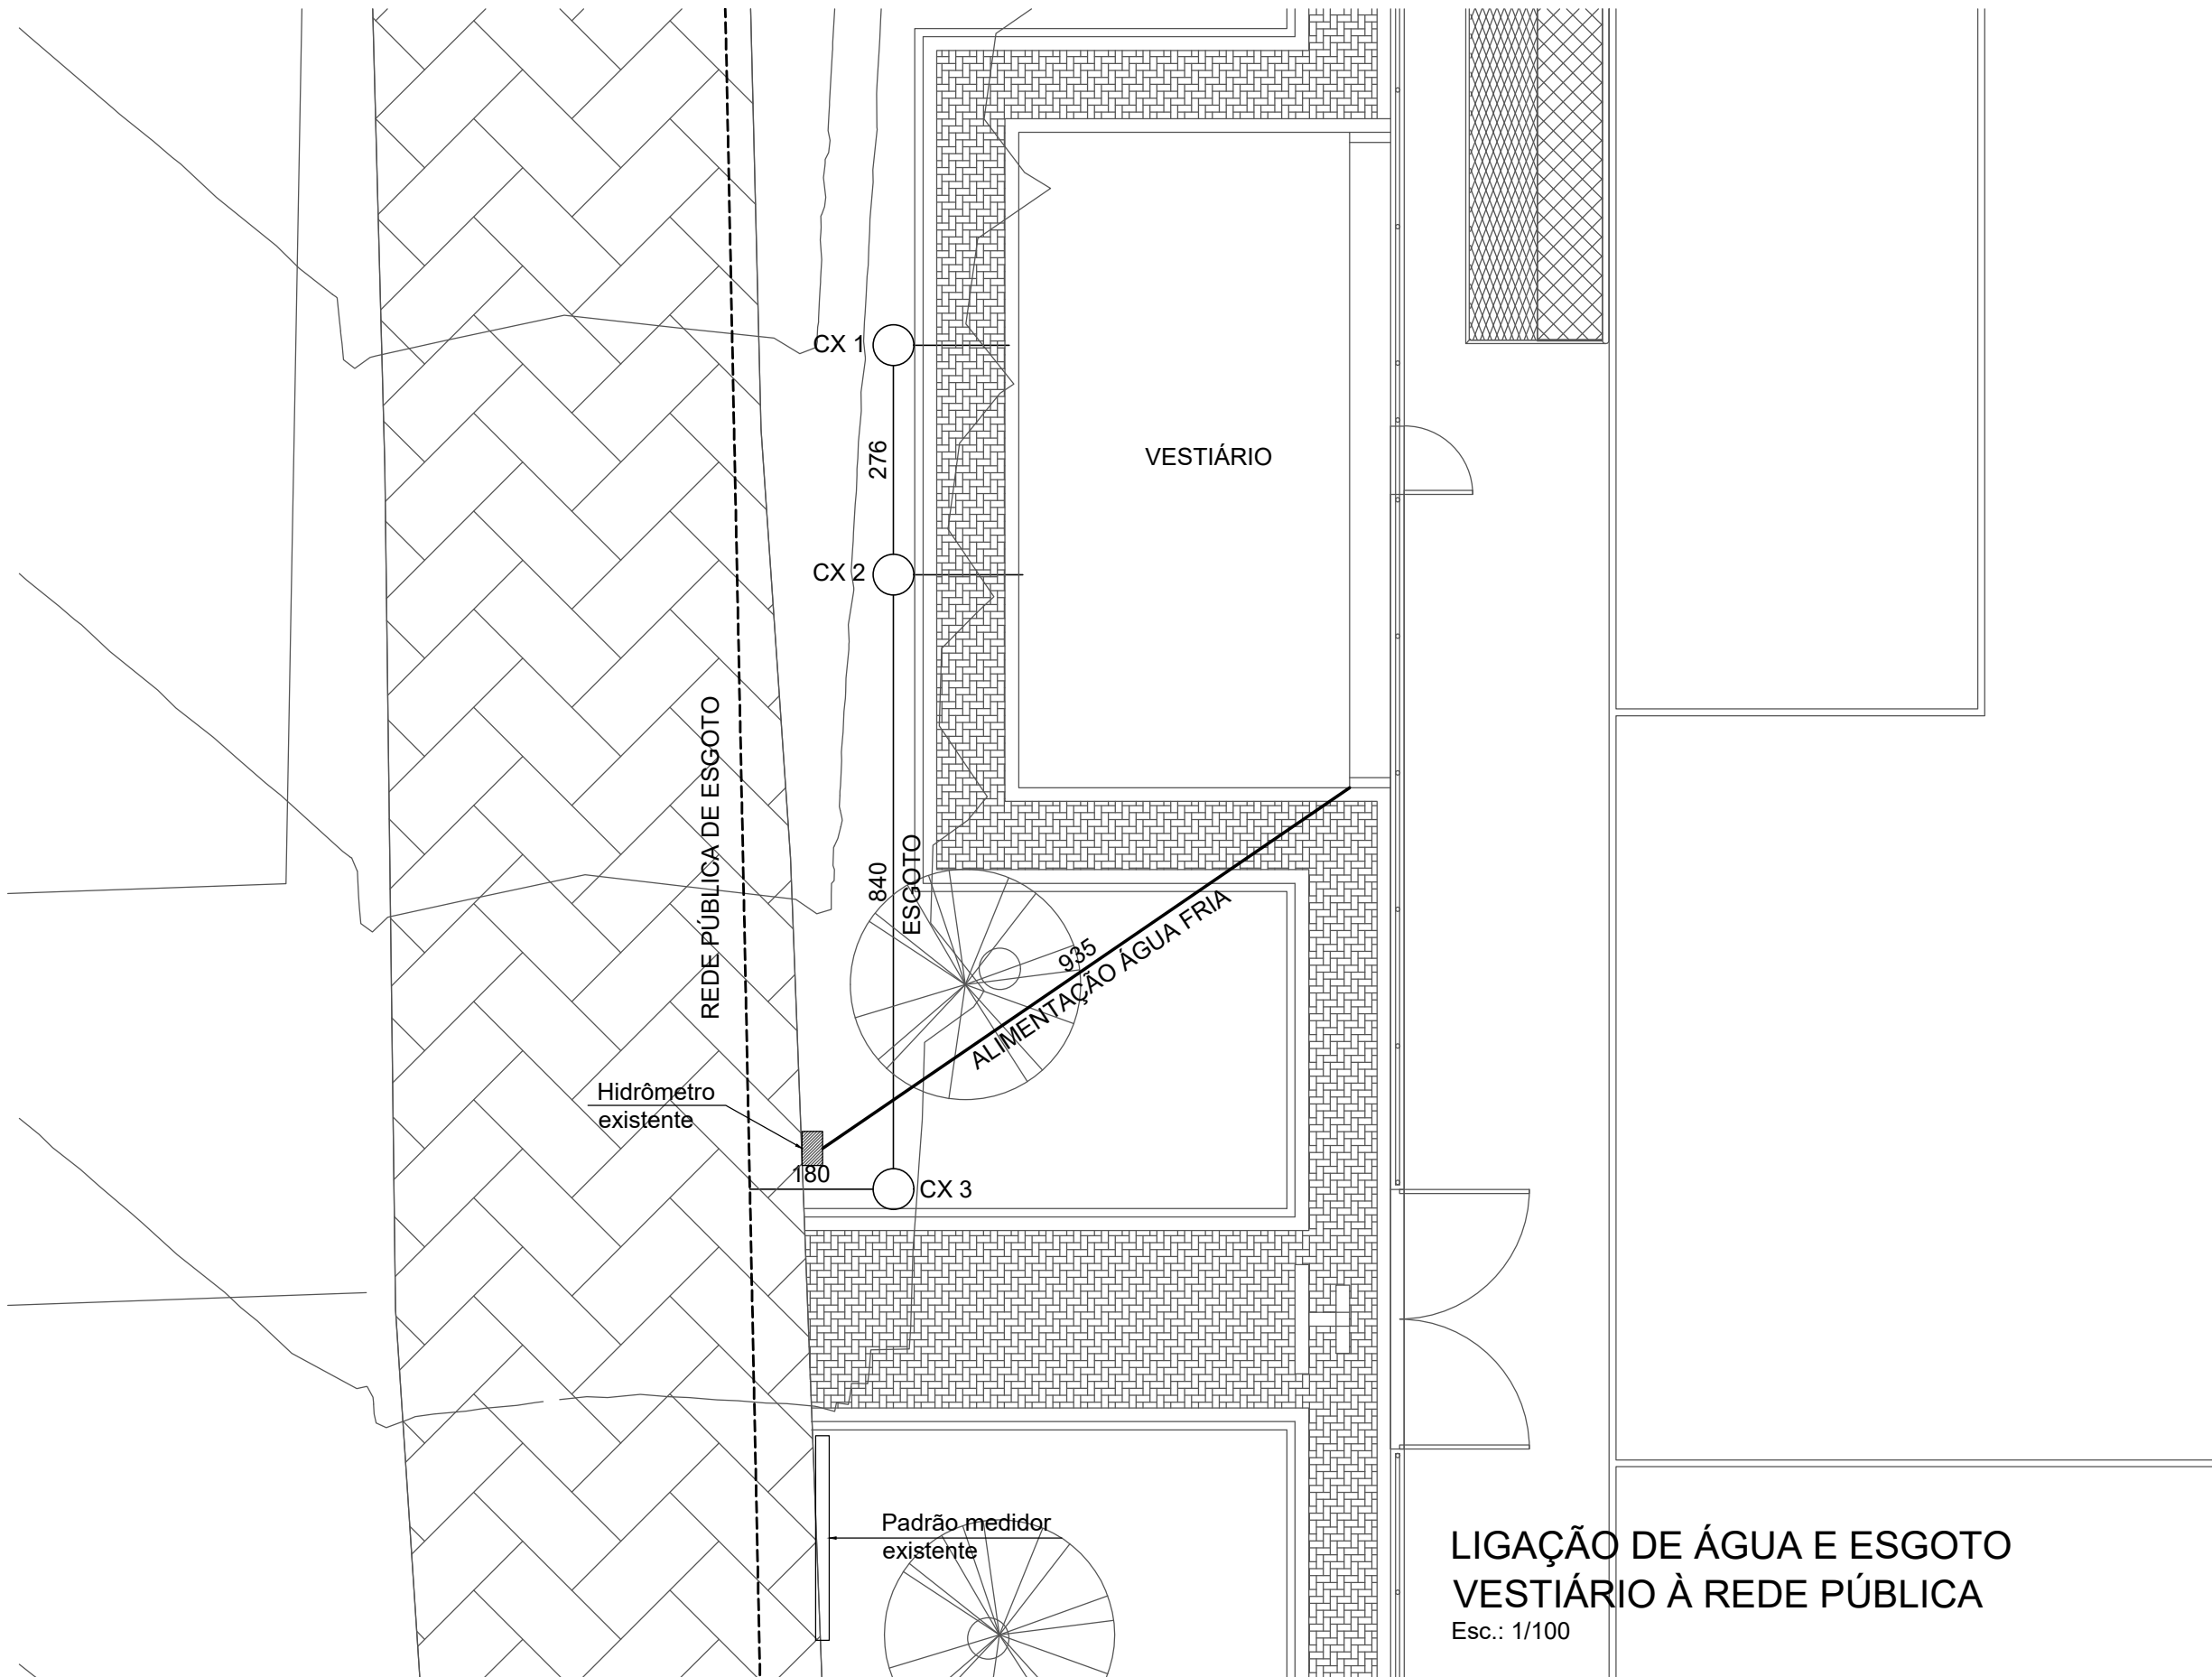 CX 1
276
VESTIÁRIO
CX 2
REDE PÚBLICA DE ESGOTO
840
ESGOTO
935
ALIMENTAÇÃO ÁGUA FRIA
Hidrômetro
existente
180
CX 3
Padrão medidor
existente
LIGAÇÃO DE ÁGUA E ESGOTO
VESTIÁRIO À REDE PÚBLICA
Esc.: 1/100